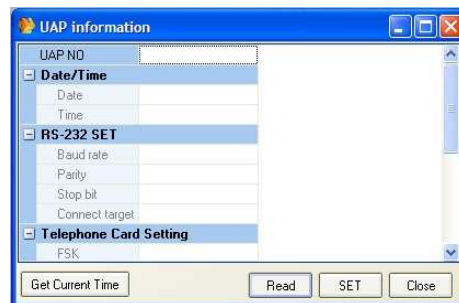 UAP information
UAP NO
Date/Time
Date
Time
RS-232 SET
Baud rate
Parity
Stop bit
Connect target
Telephone Card Setting
FSK
Get Current Time
Read
SET
Close